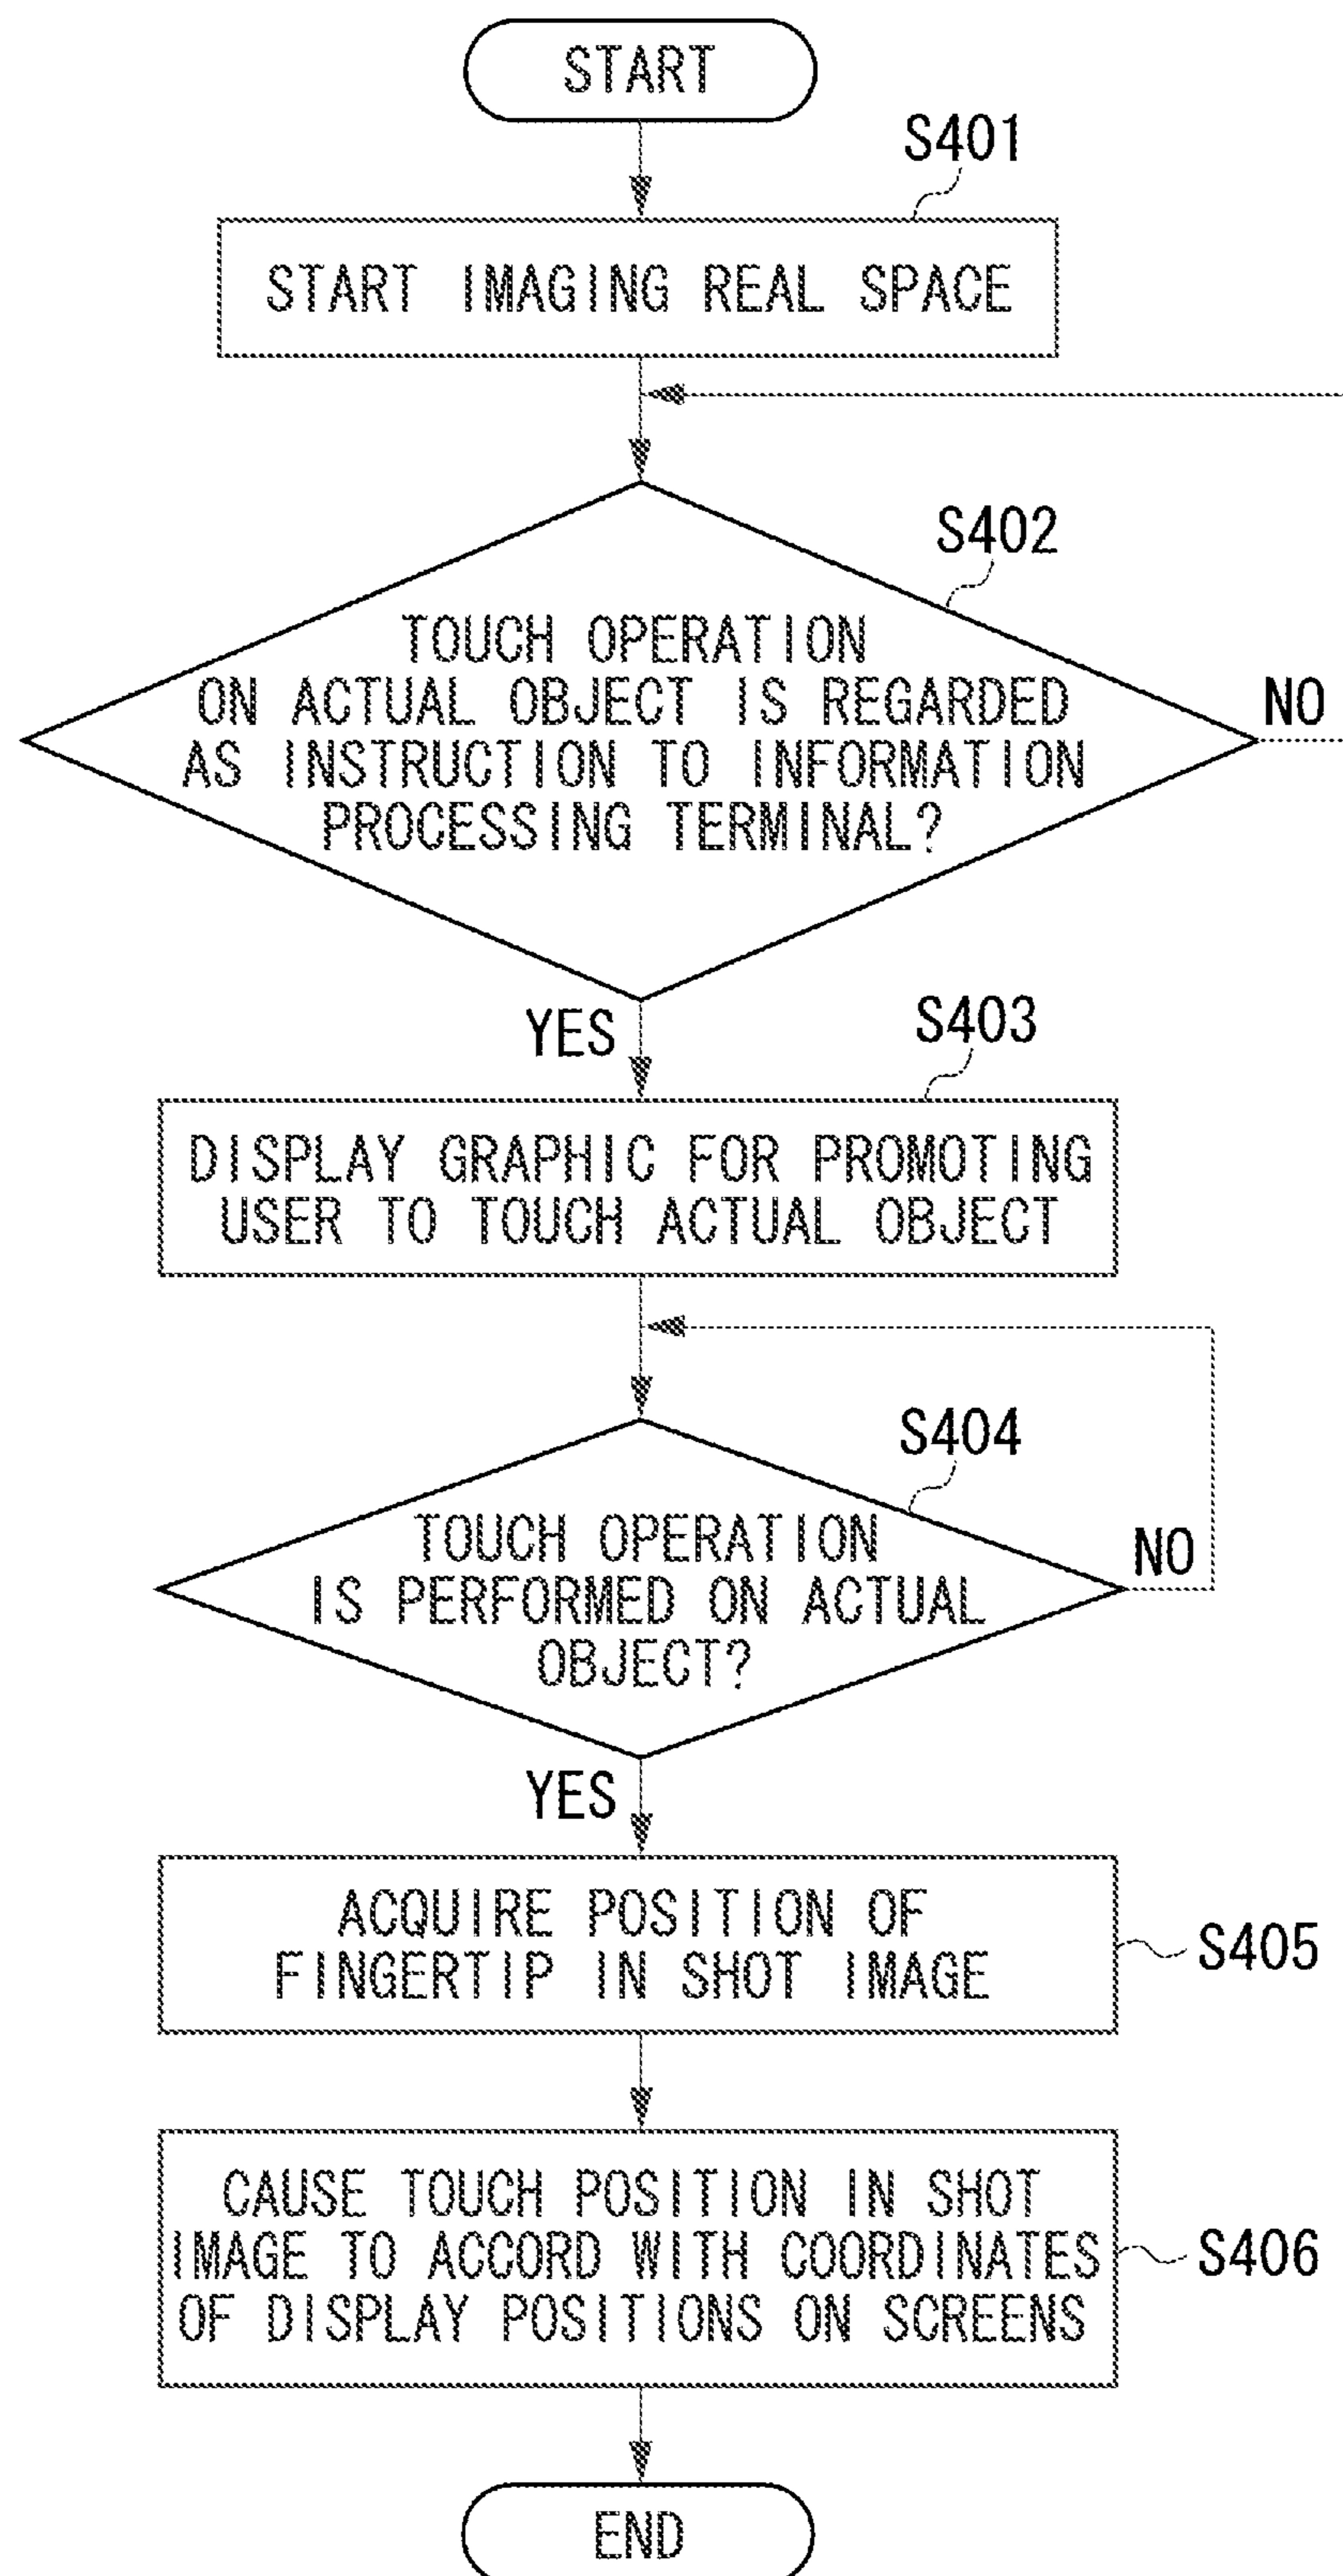 START
S401
START IMAGING REAL SPACE
S402
TOUCH OPERATION
ON ACTUAL OBJECT IS REGARDED
AS INSTRUCTION TO INFORMATION
PROCESSING TERMINAL?
NO
YES
S403
DISPLAY GRAPHIC FOR PROMOTING
USER TO TOUCH ACTUAL OBJECT
S404
TOUCH OPERATION
IS PERFORMED ON ACTUAL
OBJECT?
NO
YES
ACQUIRE POSITION OF
FINGERTIP IN SHOT IMAGE
S405
CAUSE TOUCH POSITION IN SHOT
IMAGE TO ACCORD WITH COORDINATES
OF DISPLAY POSITIONS ON SCREENS
S406
END